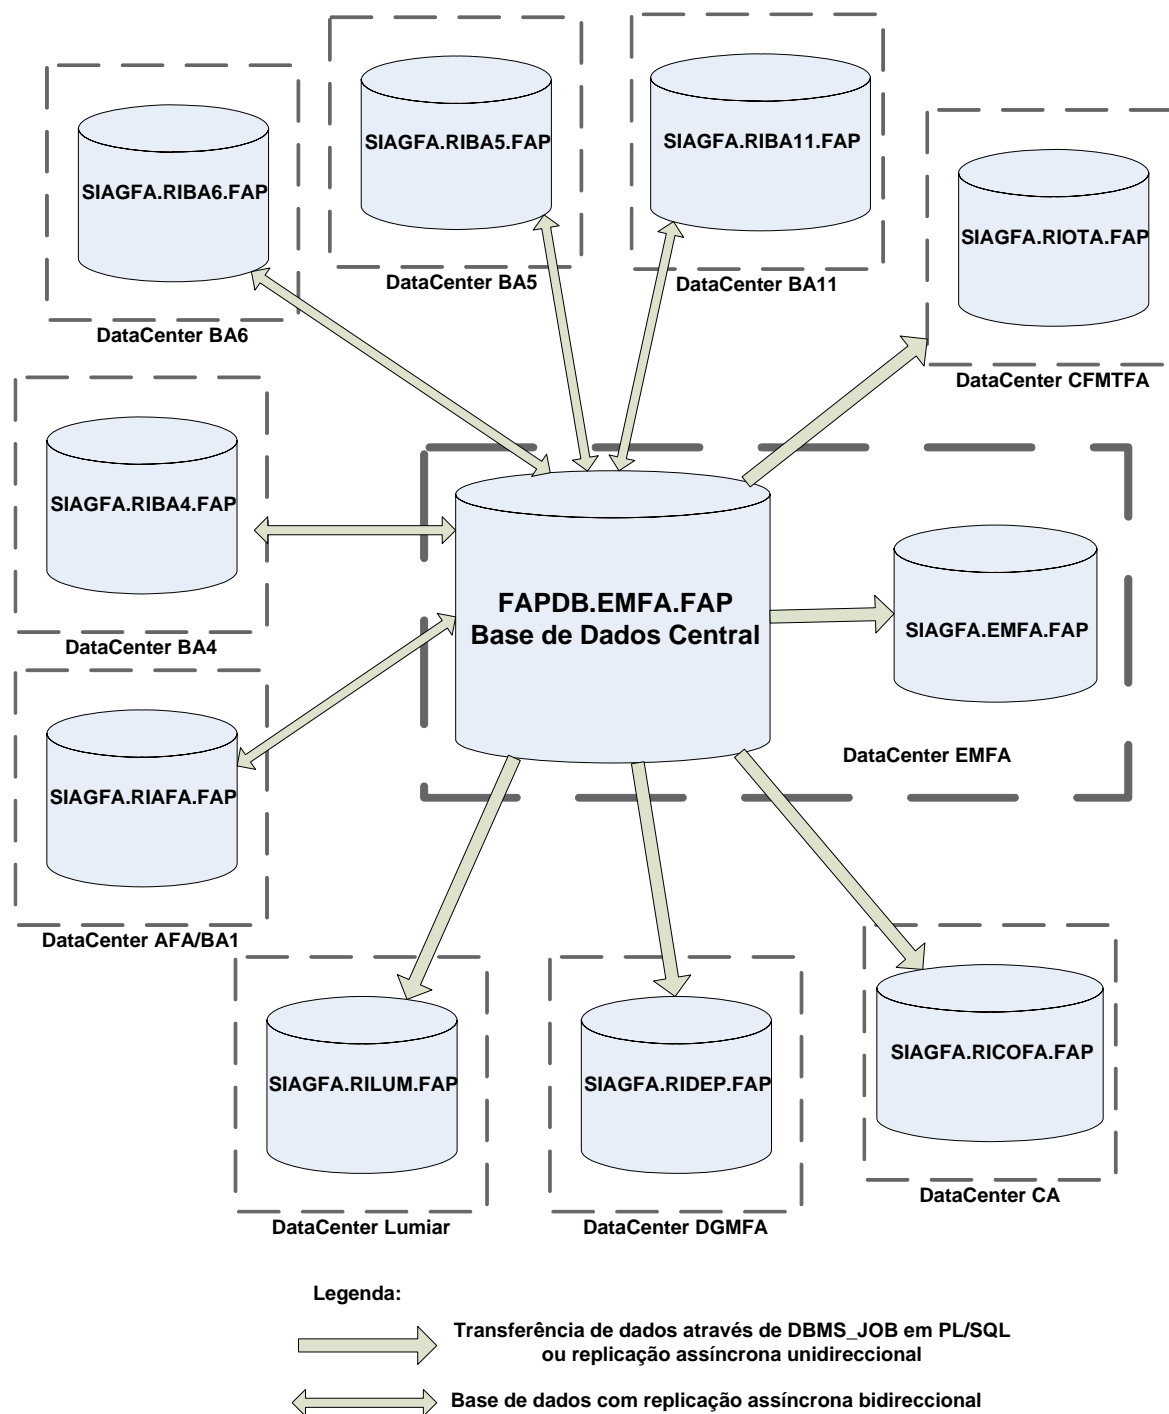 SIAGFA.RIBA5.FAP
SIAGFA.RIBA11.FAP
SIAGFA.RIBA6.FAP
SIAGFA.RIOTA.FAP
DataCenter BA5
DataCenter BA11
DataCenter BA6
DataCenter CFMTFA
SIAGFA.RIBA4.FAP
FAPDB.EMFA.FAP
Base de Dados Central
SIAGFA.EMFA.FAP
DataCenter BA4
DataCenter EMFA
SIAGFA.RIAFA.FAP
DataCenter AFA/BA1
SIAGFA.RILUM.FAP
SIAGFA.RIDEP.FAP
SIAGFA.RICOFA.FAP
DataCenter CA
DataCenter Lumiar
DataCenter DGMFA
Legenda:
Transferência de dados através de DBMS_JOB em PL/SQL
ou replicação assíncrona unidireccional
Base de dados com replicação assíncrona bidireccional